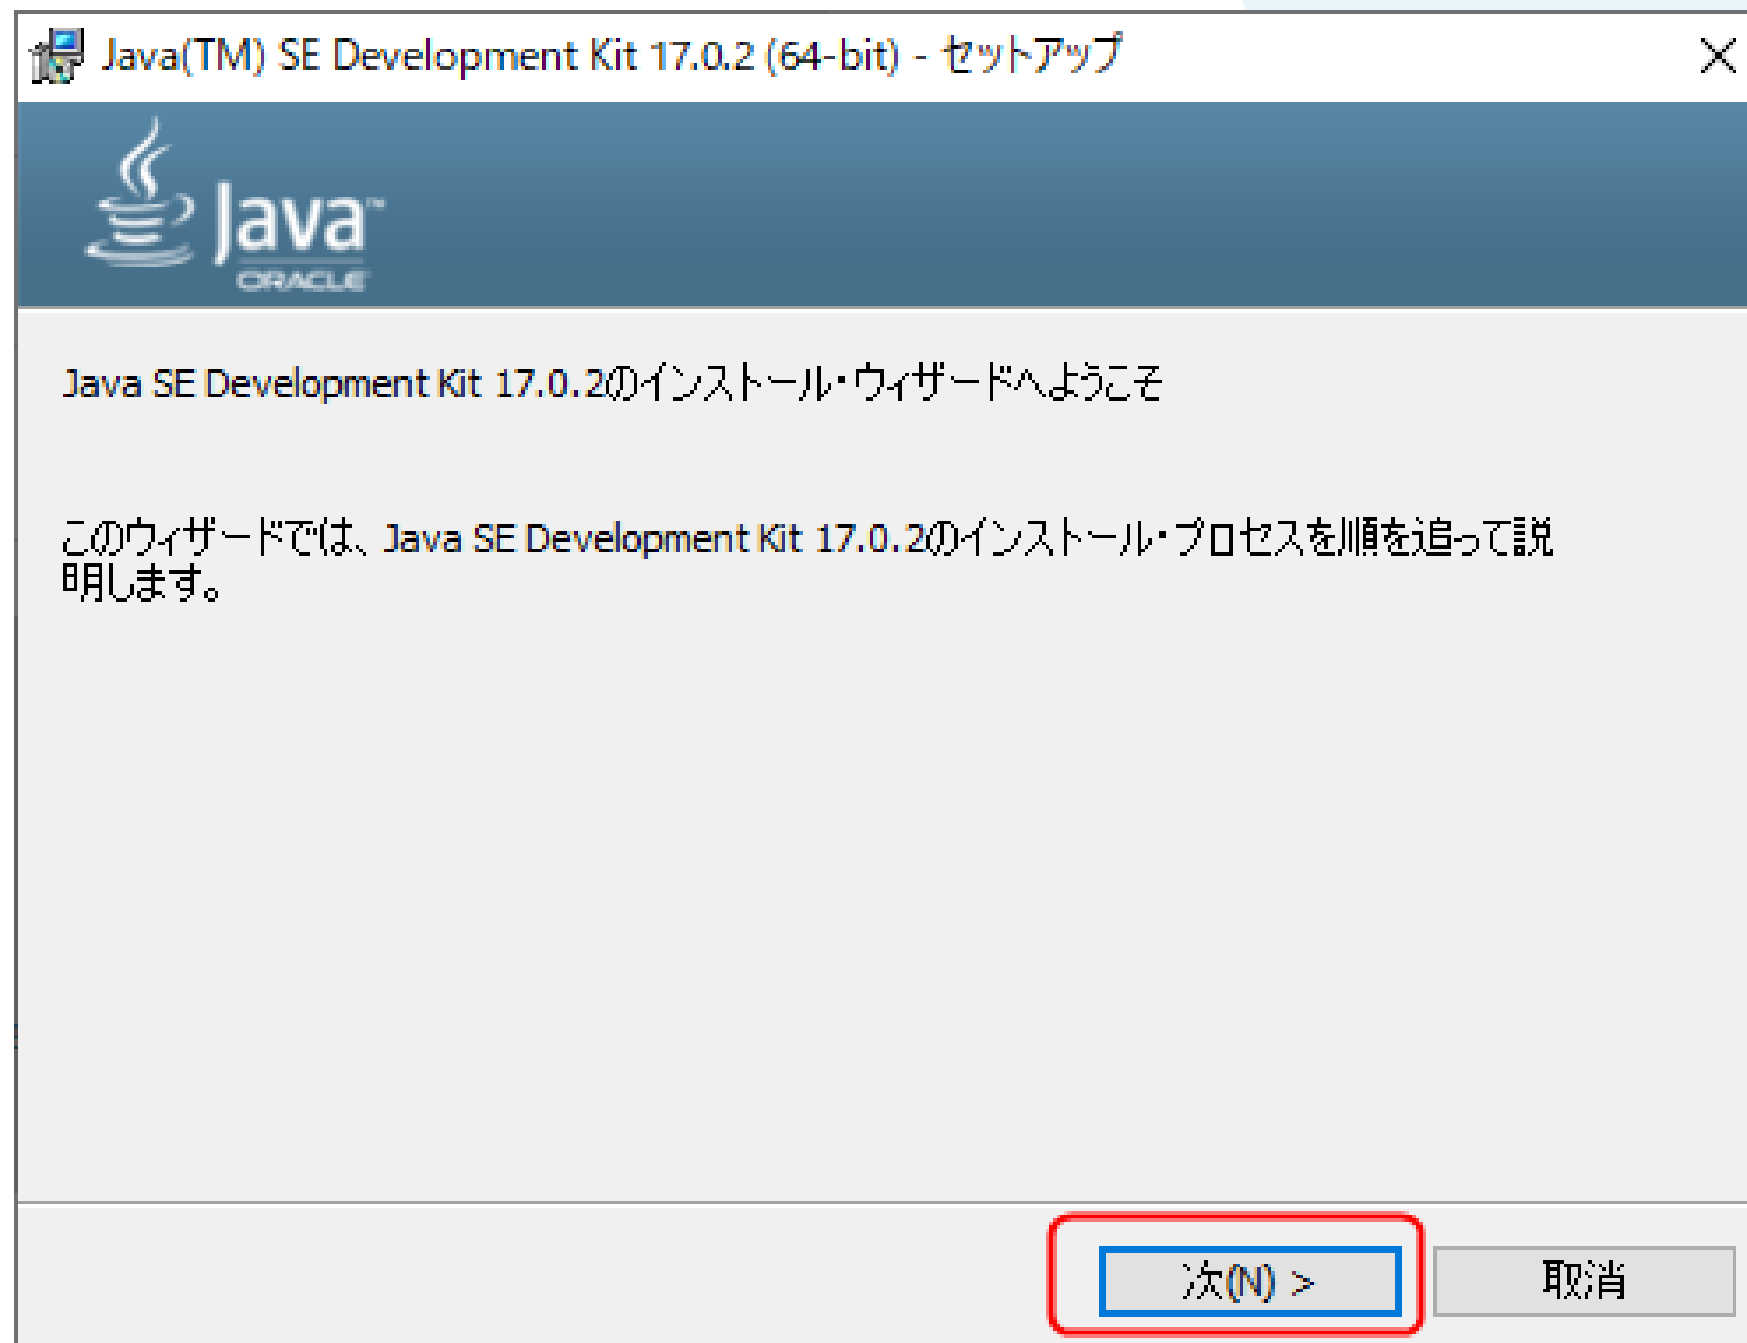 Java(TM) SE Development Kit 17.0.2 (64-bit) - セットアップ
Java™
ORACLE
Java SE Development Kit 17.0.2のインストール・ウィザードへようこそ
このウィザードでは、Java SE Development Kit 17.0.2のインストール・プロセスを順を追って説
明します。
次(N) >
取消